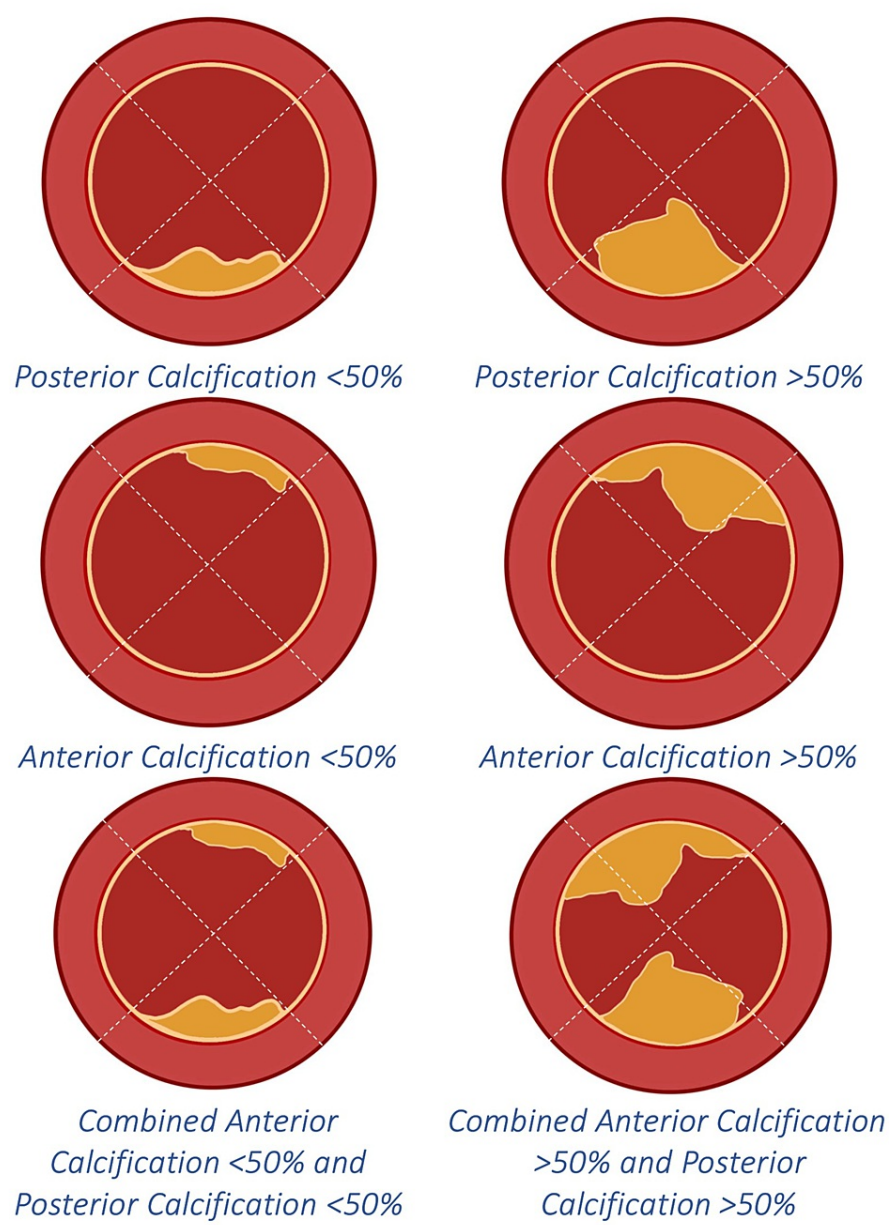 Posterior Calcification <50%
Posterior Calcification >50%
Anterior Calcification <50%
Anterior Calcification >50%
Combined Anterior
Calcification <50% and
Posterior Calcification <50%
Combined Anterior Calcification
>50% and Posterior
Calcification >50%